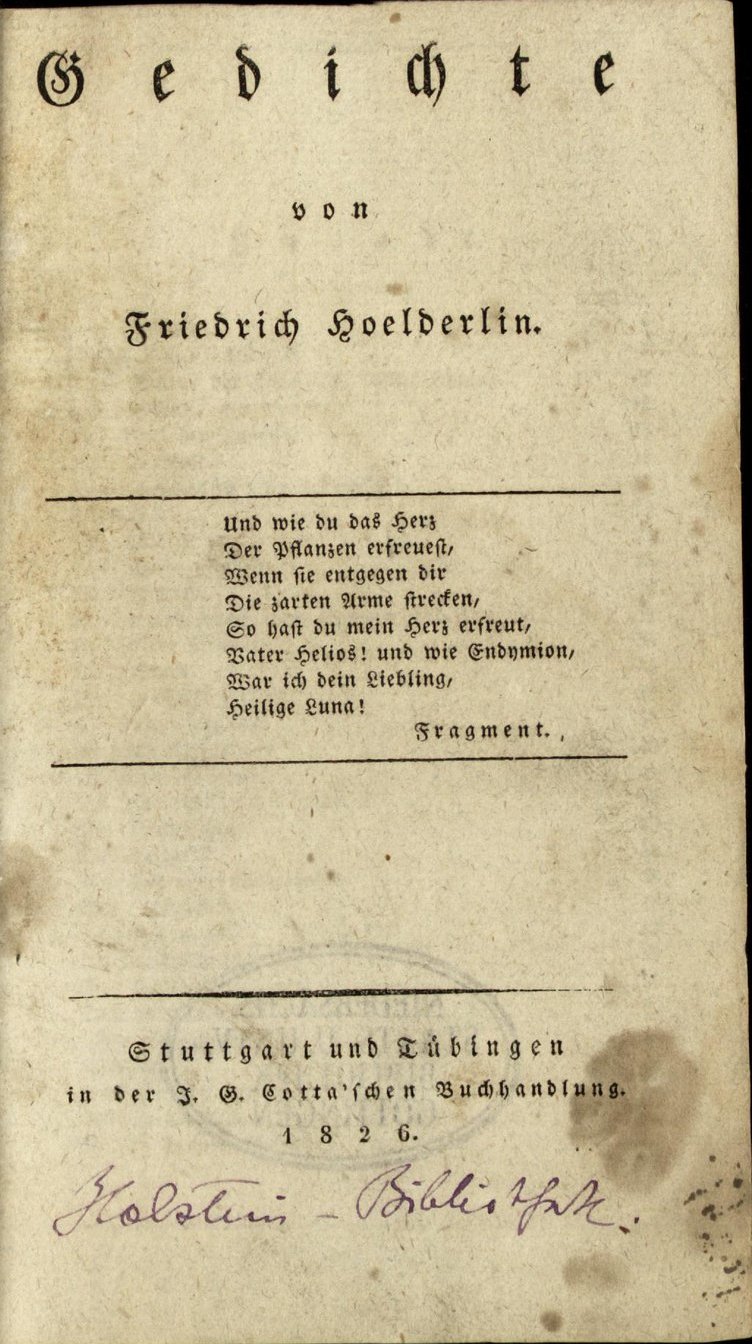 Gedichte
von
Friedrich Hoelderlin.
Und wie du das Herz
Der Pflanzen erfreuest,
Wenn sie entgegen dir
Die zarten Arme strecken,
So hast du mein Herz erfreut,
Vater Helios! und wie Endymion,
War ich dein Liebling,
Heilige Luna!
Fragment.
Stuttgart und Tübingen
in der J. G. Cotta'schen Buchhandlung.
1826.
Holstein - Bibliothek.